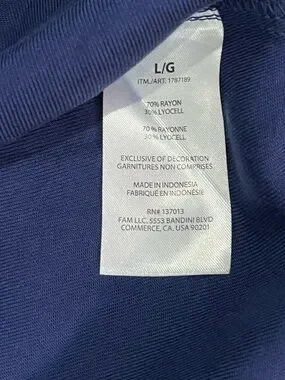 L/G
ITM./ART. 1787189
70% RAYON
30% LYOCELL
70 % RAYONNE
30 % LYOCELL
EXCLUSIVE OF DECORATION
GARNITURES NON COMPRISES
MADE IN INDONESIA
FABRIQUÉ EN INDONÉSIE
RN# 137013
FAM LLC. 5553 BANDINI BLVD
COMMERCE, CA. USA 90201